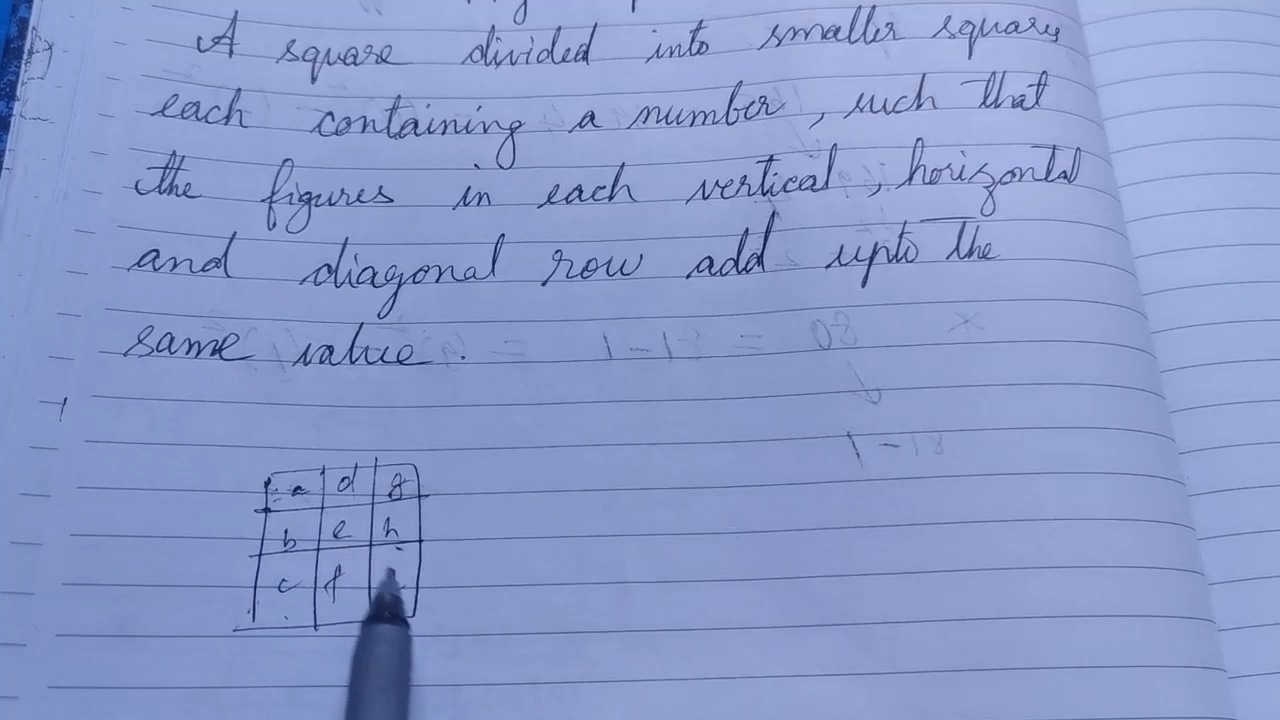 A square divided into smaller squares
each containing a number, such that
the figures in each vertical, horizontal
and diagonal row add upto the
same value.
a d g
b e h
c f